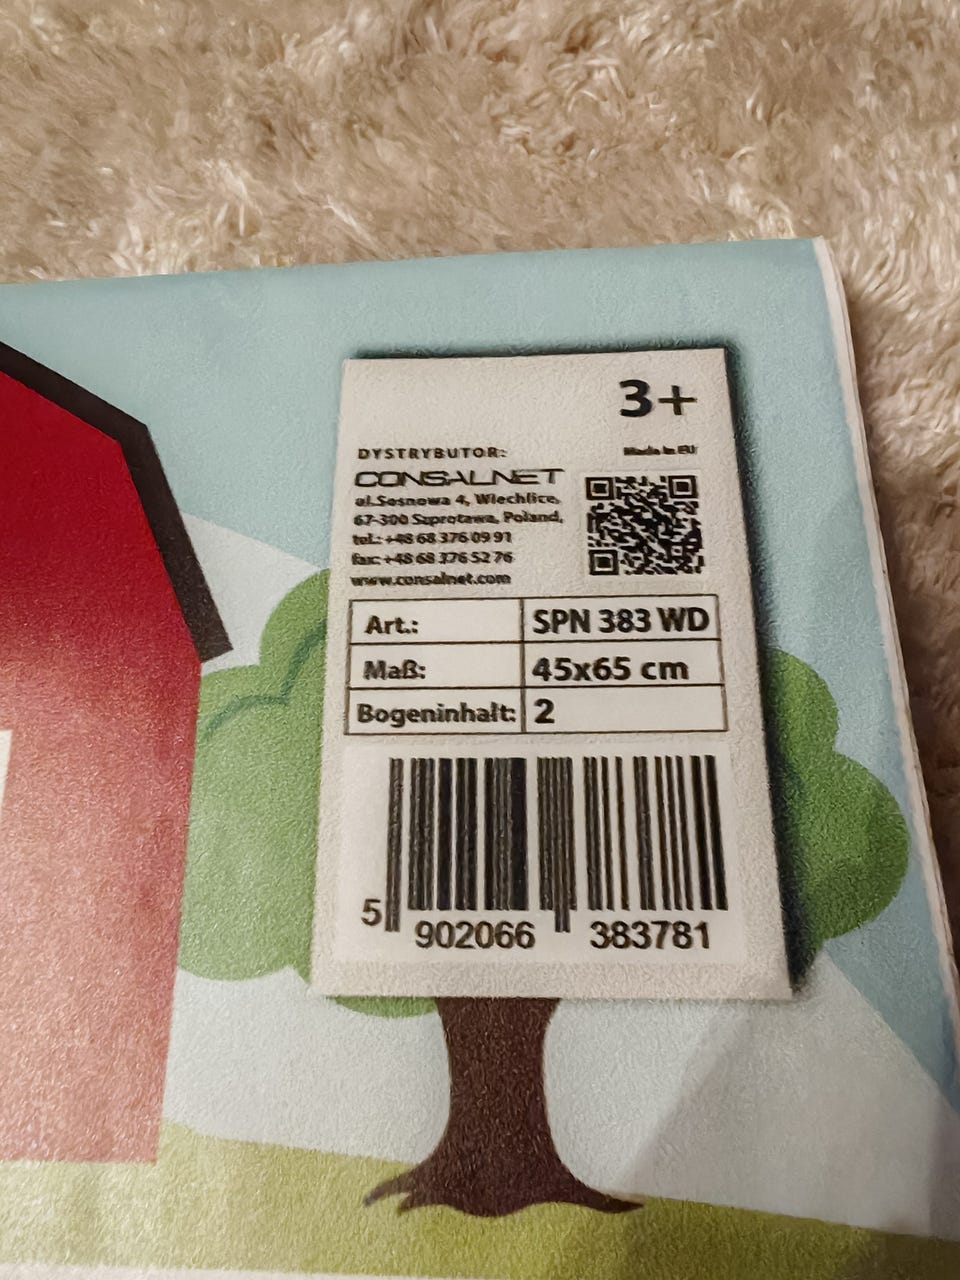 3+
DYSTRYBUTOR:
Made in EU
CONSALNET
ul.Sosnowa 4, Wiechlice,
67-300 Szprotawa, Poland,
tel.: +48 68 376 09 91
fax: +48 68 376 52 76
www.consalnet.com
Art.: SPN 383 WD
Maß: 45x65 cm
Bogeninhalt: 2
5 902066 383781